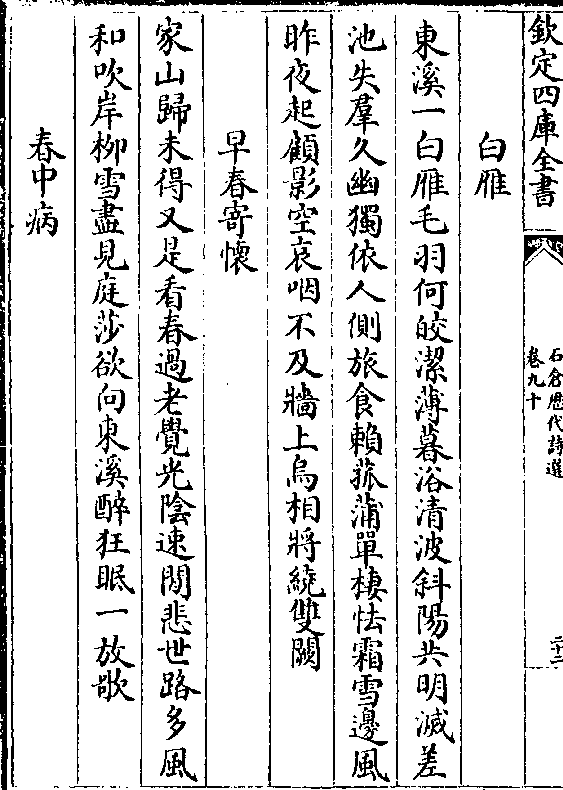 欽定四庫全書
石倉歴代詩選
卷九十
二十二
白雁
東溪一白雁毛羽何皎潔薄暮浴清波斜陽共明滅差
池失羣久幽獨依人側旅食賴菰蒲單棲怯霜雪邊風
昨夜起顧影空哀咽不及牆上烏相將繞雙闕
早春寄懷
家山歸未得又是看春過老覺光陰速閒悲世路多風
和吹岸柳雪盡見庭莎欲向東溪醉狂眠一放歌
春中病